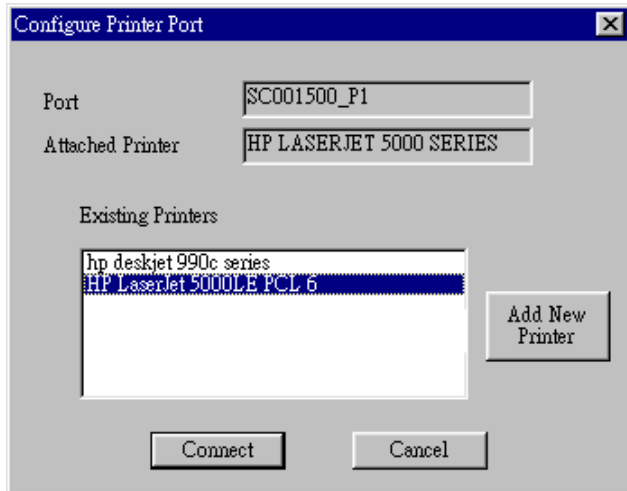 Configure Printer Port
Port
SC001500_P1
Attached Printer
HP LASERJET 5000 SERIES
Existing Printers
hp deskjet 990c series
HP LaserJet 5000LE PCL 6
Add New
Printer
Connect
Cancel